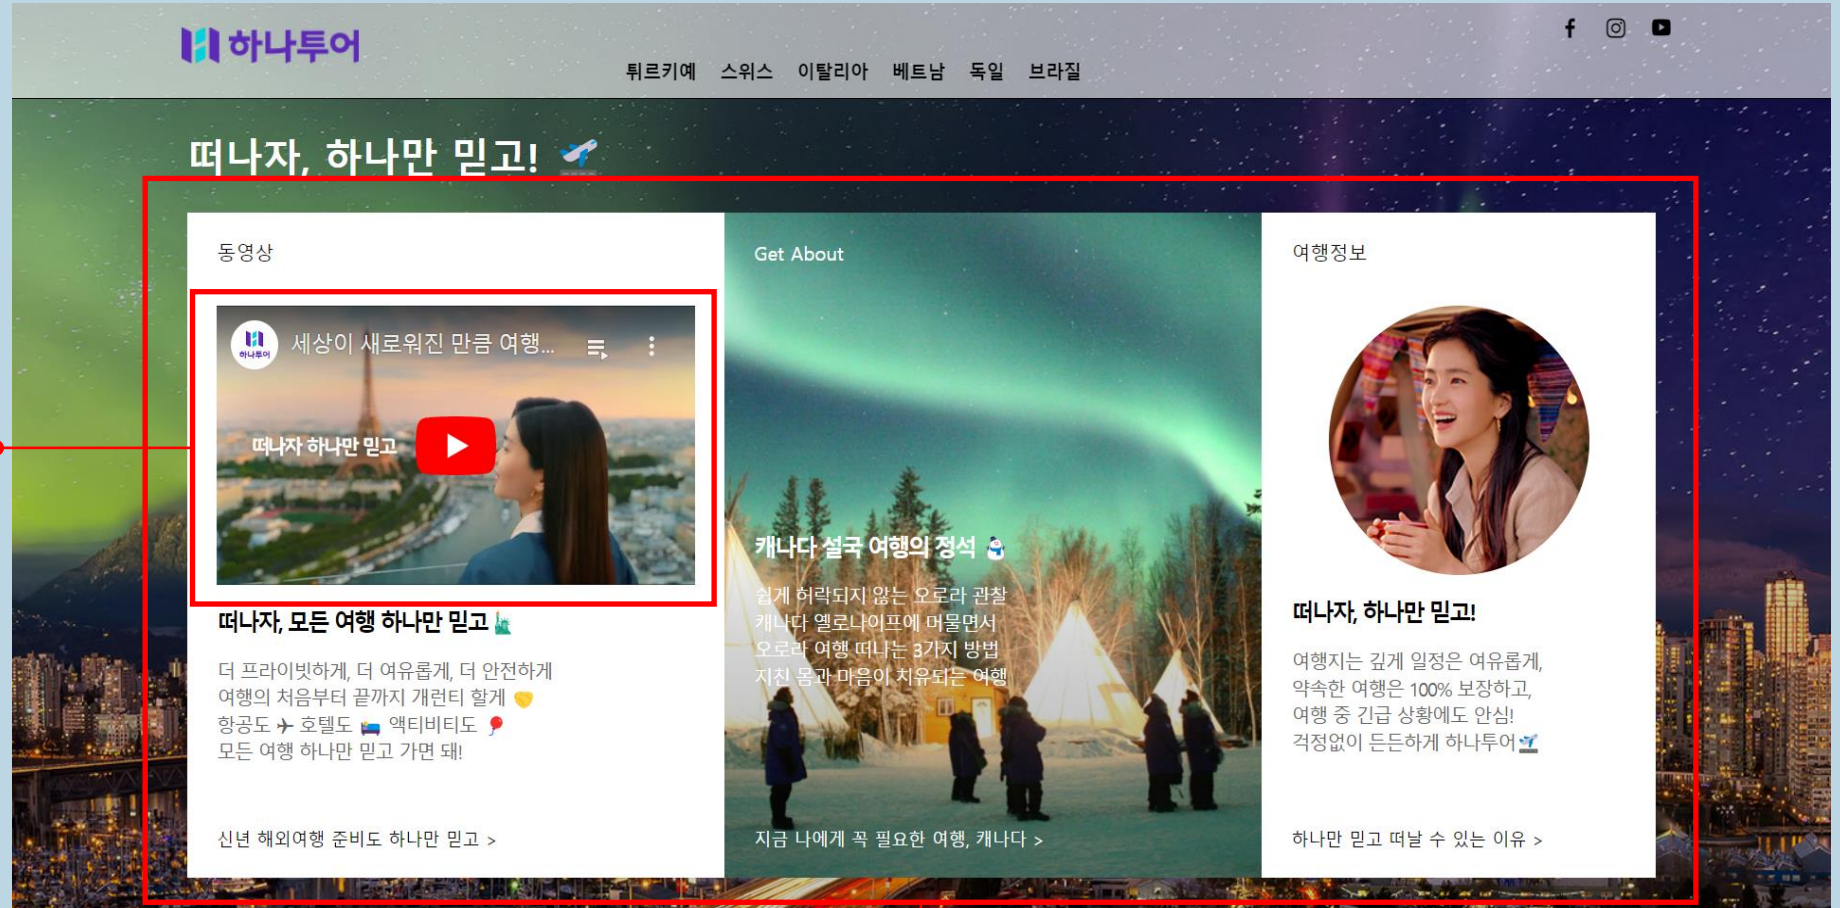 하나투어
튀르키예 스위스 이탈리아 베트남 독일 브라질
떠나자, 하나만 믿고! 🛫
동영상
하나투어
세상이 새로워진 만큼 여행...
떠나자 하나만 믿고
떠나자, 모든 여행 하나만 믿고🗽
더 프라이빗하게, 더 여유롭게, 더 안전하게
여행의 처음부터 끝까지 개런티 할게 🤝
항공도 ✈ 호텔도 🛌 액티비티도 🎈
모든 여행 하나만 믿고 가면 돼!
신년 해외여행 준비도 하나만 믿고 >
Get About
캐나다 설국 여행의 정석 ⛄
쉽게 허락되지 않는 오로라 관찰
캐나다 옐로나이프에 머물면서
오로라 여행 떠나는 3가지 방법
지친 몸과 마음이 치유되는 여행
지금 나에게 꼭 필요한 여행, 캐나다 >
여행정보
떠나자, 하나만 믿고!
여행지는 깊게 일정은 여유롭게,
약속한 여행은 100% 보장하고,
여행 중 긴급 상황에도 안심!
걱정없이 든든하게 하나투어🛫
하나만 믿고 떠날 수 있는 이유 >